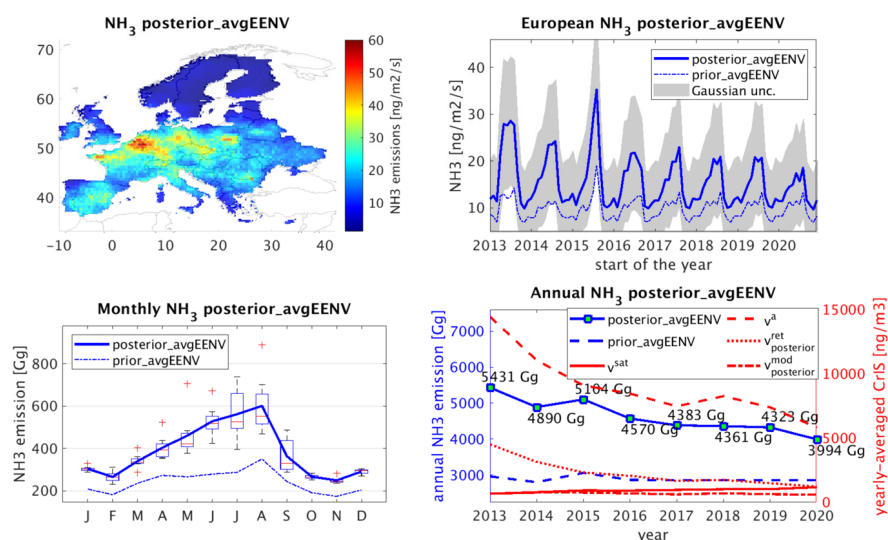 NH3 posterior_avgEENV
70
60
50
40
-10 0 10 20 30 40
60
50
40
30
20
10
NH3 emissions [ng/m2/s]
European NH3 posterior_avgEENV
NH3 [ng/m2/s]
40
30
20
10
posterior_avgEENV
prior_avgEENV
Gaussian unc.
2013 2014 2015 2016 2017 2018 2019 2020
start of the year
Monthly NH3 posterior_avgEENV
NH3 emission [Gg]
800
600
400
200
posterior_avgEENV
prior_avgEENV
J F M A M J J A S O N D
Annual NH3 posterior_avgEENV
annual NH3 emission [Gg]
7000
6000
5000
4000
3000
posterior_avgEENV
prior_avgEENV
v^sat
v^a
v^ret posterior
v^mod posterior
5431 Gg
4890 Gg
5104 Gg
4570 Gg
4383 Gg
4361 Gg
4323 Gg
3994 Gg
15000
10000
5000
0
yearly-averaged CrIS [ng/m3]
2013 2014 2015 2016 2017 2018 2019 2020
year